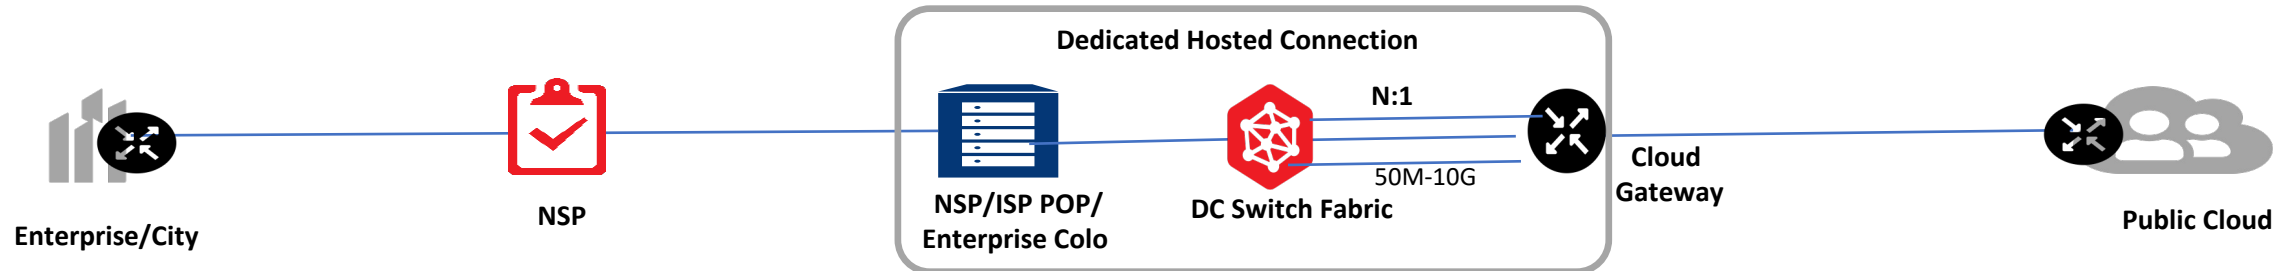 Dedicated Hosted Connection
N:1
50M-10G
Enterprise/City
NSP
NSP/ISP POP/
Enterprise Colo
DC Switch Fabric
Cloud
Gateway
Public Cloud